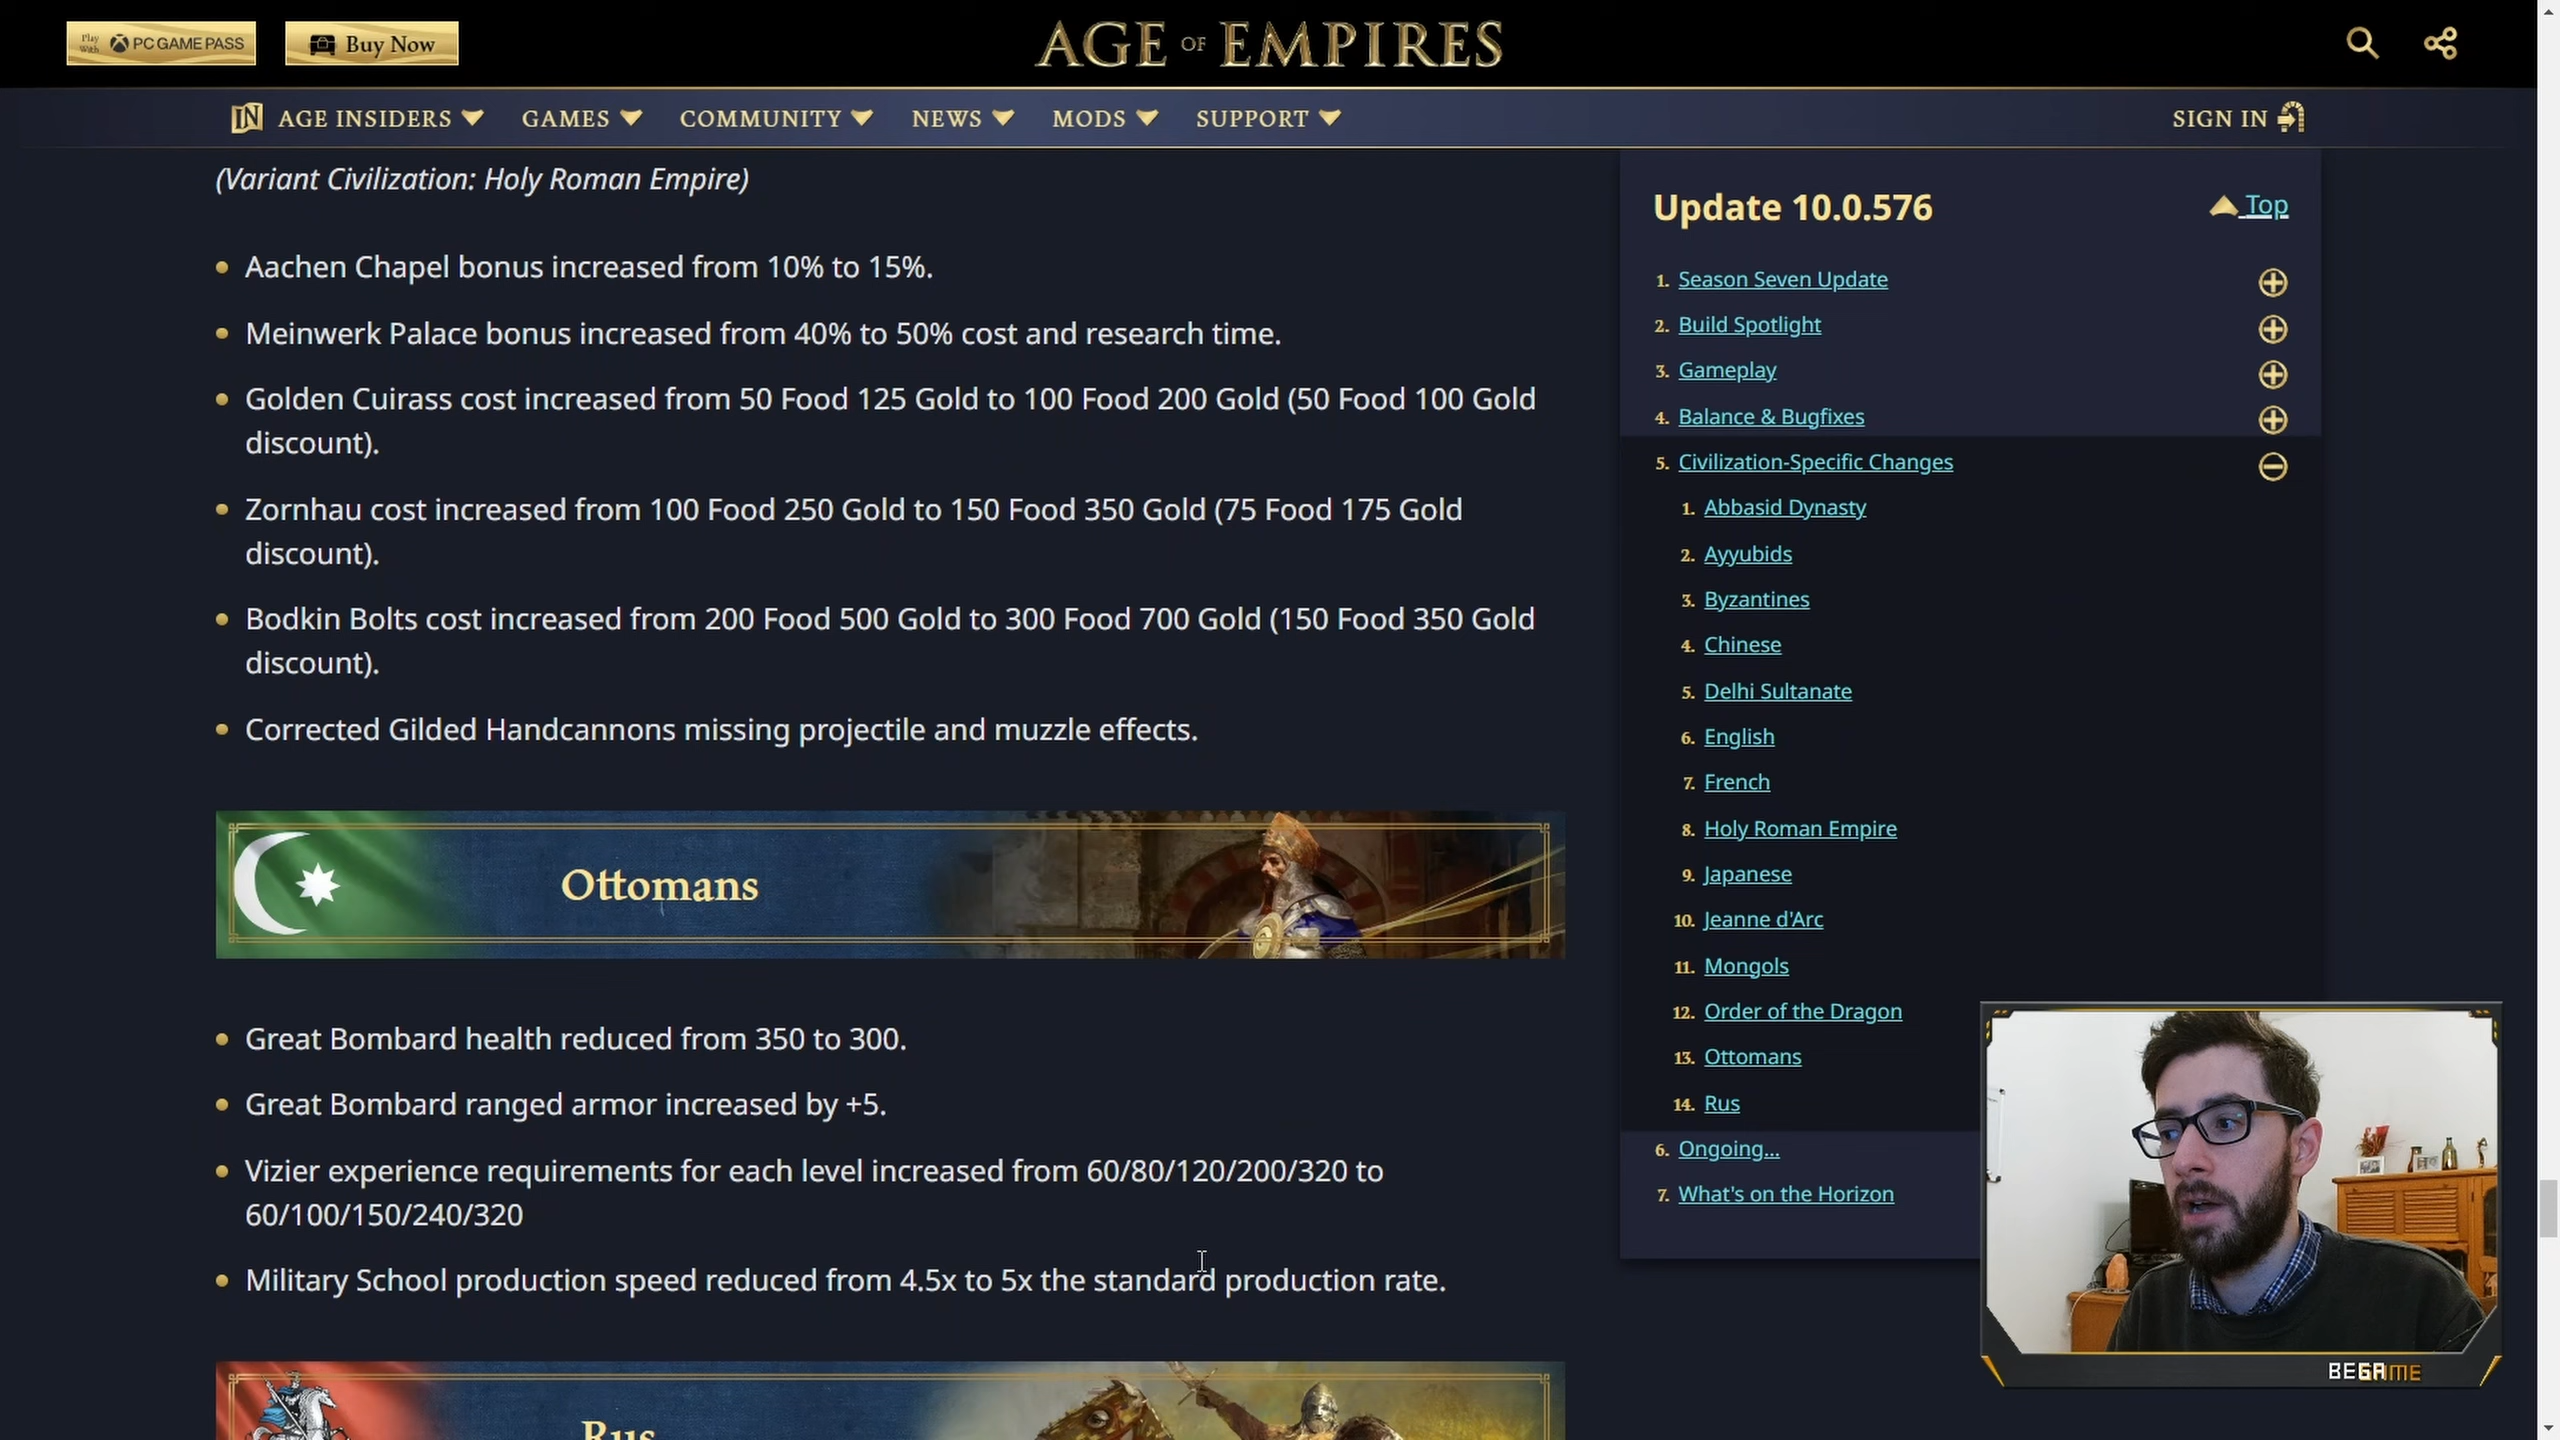 Play With PC GAME PASS
Buy Now
AGE OF EMPIRES
AGE INSIDERS
GAMES
COMMUNITY
NEWS
MODS
SUPPORT
SIGN IN
(Variant Civilization: Holy Roman Empire)
Aachen Chapel bonus increased from 10% to 15%.
Meinwerk Palace bonus increased from 40% to 50% cost and research time.
Golden Cuirass cost increased from 50 Food 125 Gold to 100 Food 200 Gold (50 Food 100 Gold
discount).
Zornhau cost increased from 100 Food 250 Gold to 150 Food 350 Gold (75 Food 175 Gold
discount).
Bodkin Bolts cost increased from 200 Food 500 Gold to 300 Food 700 Gold (150 Food 350 Gold
discount).
Corrected Gilded Handcannons missing projectile and muzzle effects.
Ottomans
Great Bombard health reduced from 350 to 300.
Great Bombard ranged armor increased by +5.
Vizier experience requirements for each level increased from 60/80/120/200/320 to
60/100/150/240/320
Military School production speed reduced from 4.5x to 5x the standard production rate.
Rus
Update 10.0.576
Top
1. Season Seven Update
2. Build Spotlight
3. Gameplay
4. Balance & Bugfixes
5. Civilization-Specific Changes
1. Abbasid Dynasty
2. Ayyubids
3. Byzantines
4. Chinese
5. Delhi Sultanate
6. English
7. French
8. Holy Roman Empire
9. Japanese
10. Jeanne d'Arc
11. Mongols
12. Order of the Dragon
13. Ottomans
14. Rus
6. Ongoing...
7. What's on the Horizon
BEGAME